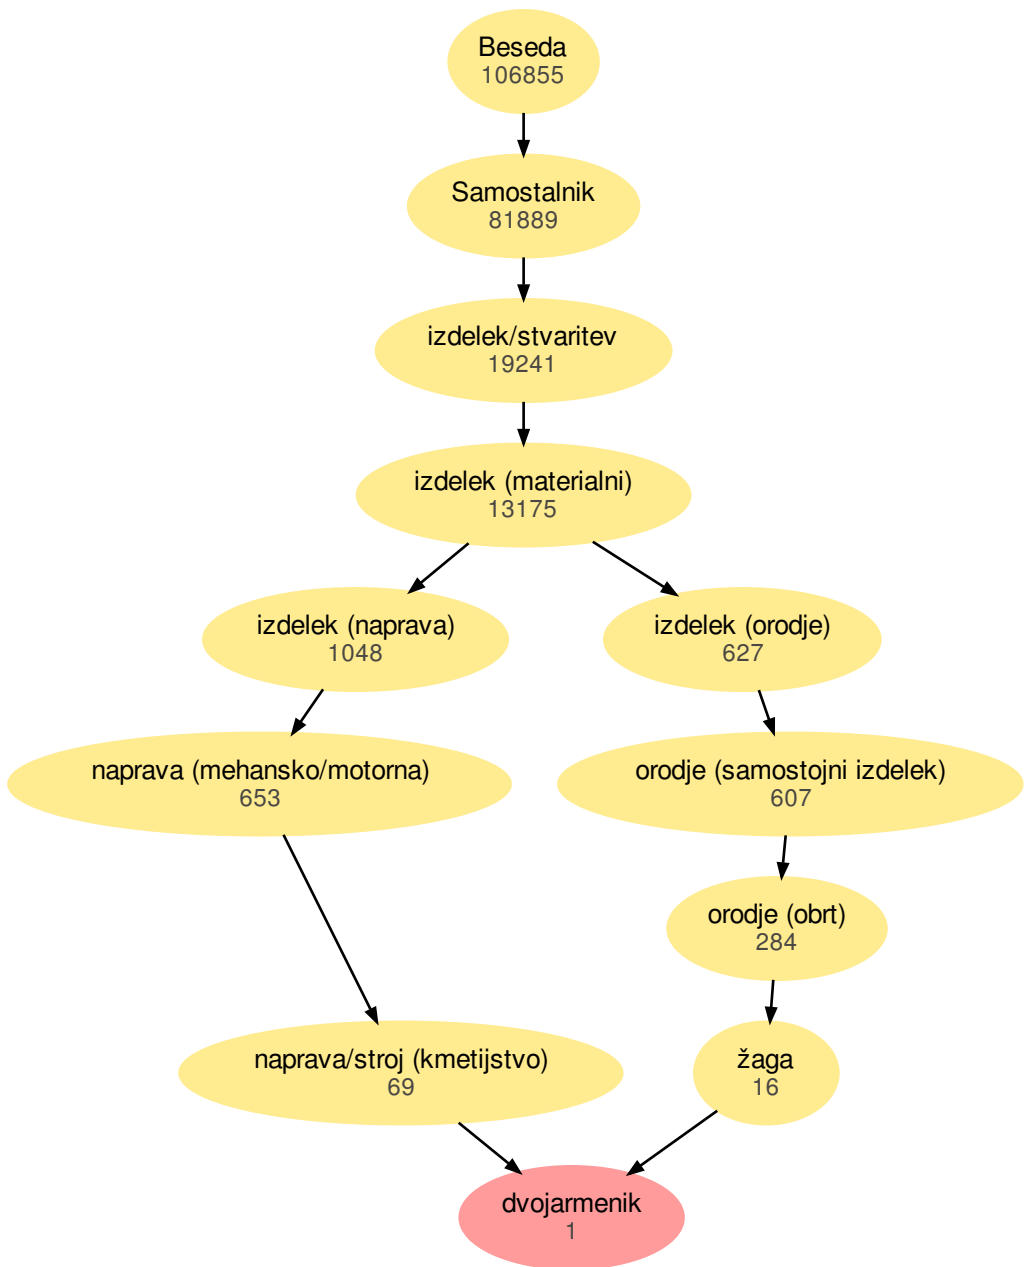 Beseda
106855
Samostalnik
81889
izdelek/stvaritev
19241
izdelek (materialni)
13175
izdelek (naprava)
1048
izdelek (orodje)
627
naprava (mehansko/motorna)
653
orodje (samostojni izdelek)
607
orodje (obrt)
284
naprava/stroj (kmetijstvo)
69
žaga
16
dvojarmenik
1